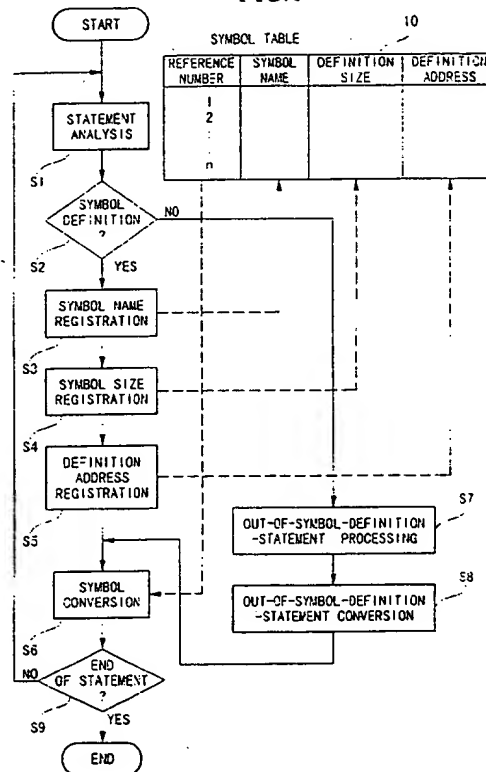 START
SYMBOL TABLE
10
REFERENCE NUMBER
SYMBOL NAME
DEFINITION SIZE
DEFINITION ADDRESS
1
2
n
STATEMENT
ANALYSIS
S1
SYMBOL
DEFINITION
?
NO
S2
YES
SYMBOL NAME
REGISTRATION
S3
SYMBOL SIZE
REGISTRATION
S4
DEFINITION
ADDRESS
REGISTRATION
S5
S7
OUT-OF-SYMBOL-DEFINITION
-STATEMENT PROCESSING
S8
OUT-OF-SYMBOL-DEFINITION
-STATEMENT CONVERSION
SYMBOL
CONVERSION
S6
NO
END
OF STATEMENT
?
S9
YES
END